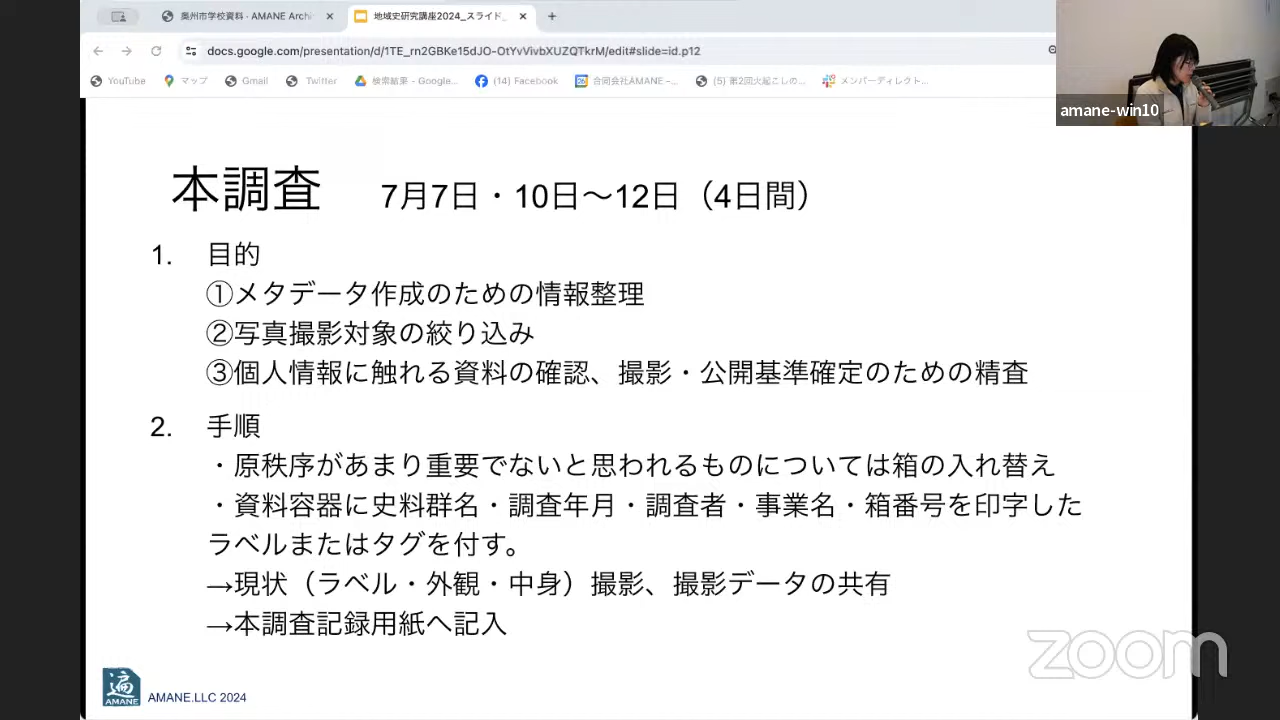 奥州市学校資料 · AMANE Archi
地域史研究講座2024_スライド_
docs.google.com/presentation/d/1TE_rn2GBKe15dJO-OtYvVivbXUZQTkrM/edit#slide=id.p12
YouTube マップ Gmail Twitter 検索結果 - Google... (14) Facebook 合同会社AMANE –... (5) 第2回火起こしの... メンバーディレクト...
amane-win10
本調査 7月7日・10日〜12日（4日間）
1. 目的
①メタデータ作成のための情報整理
②写真撮影対象の絞り込み
③個人情報に触れる資料の確認、撮影・公開基準確定のための精査
2. 手順
・原秩序があまり重要でないと思われるものについては箱の入れ替え
・資料容器に史料群名・調査年月・調査者・事業名・箱番号を印字した
ラベルまたはタグを付す。
→現状（ラベル・外観・中身）撮影、撮影データの共有
→本調査記録用紙へ記入
zoom
遍
AMANE
AMANE.LLC 2024